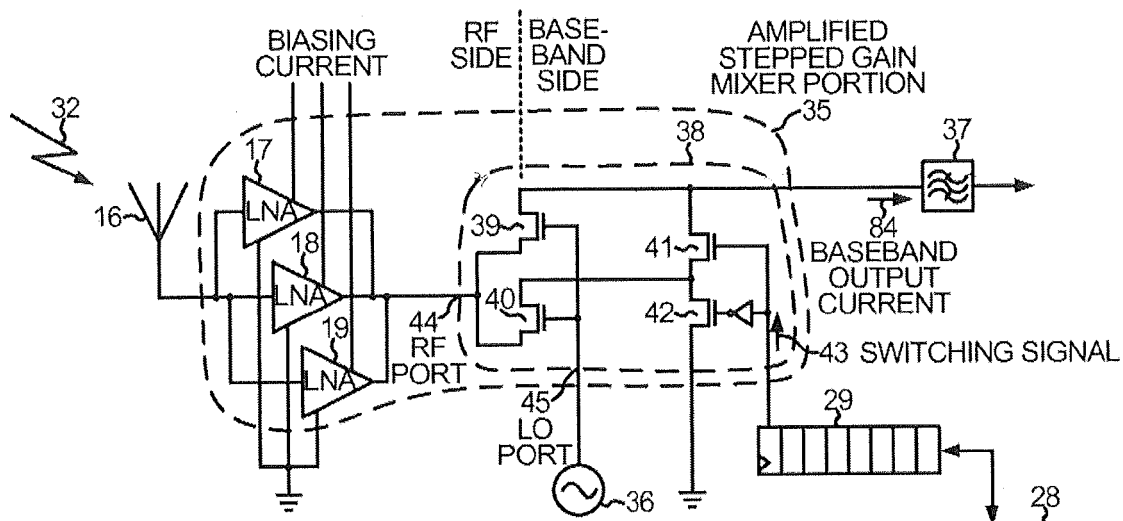 RF SIDE
BASE-BAND SIDE
AMPLIFIED
STEPPED GAIN
MIXER PORTION
BIASING
CURRENT
35
32
17
38
37
LNA
16
39
84
18
41
BASEBAND
OUTPUT
CURRENT
LNA
40
42
19
44
RF
PORT
43 SWITCHING SIGNAL
LNA
45
LO
PORT
29
36
28